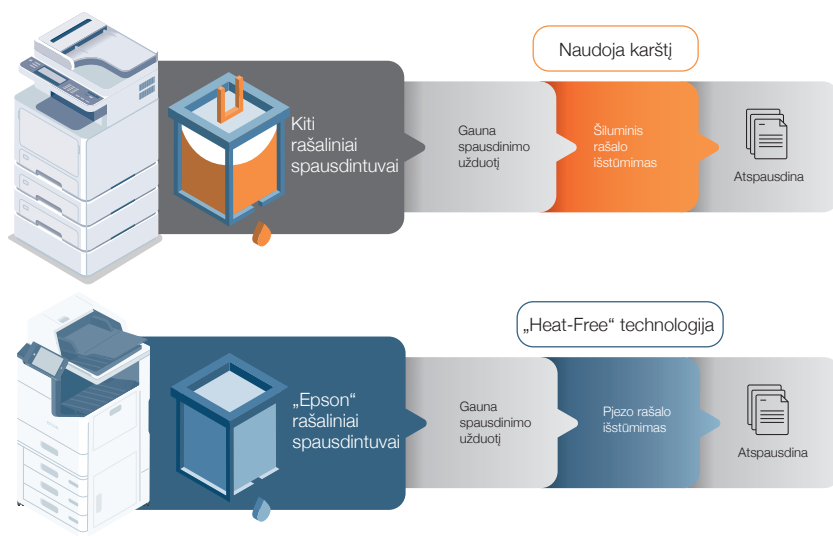 Naudoja karštį
Kiti
rašaliniai
spausdintuvai
Gauna
spausdinimo
užduotį
Šiluminis
rašalo
išstūmimas
Atspausdina
„Heat-Free“ technologija
„Epson“
rašaliniai
spausdintuvai
Gauna
spausdinimo
užduotį
Pjezo rašalo
išstūmimas
Atspausdina